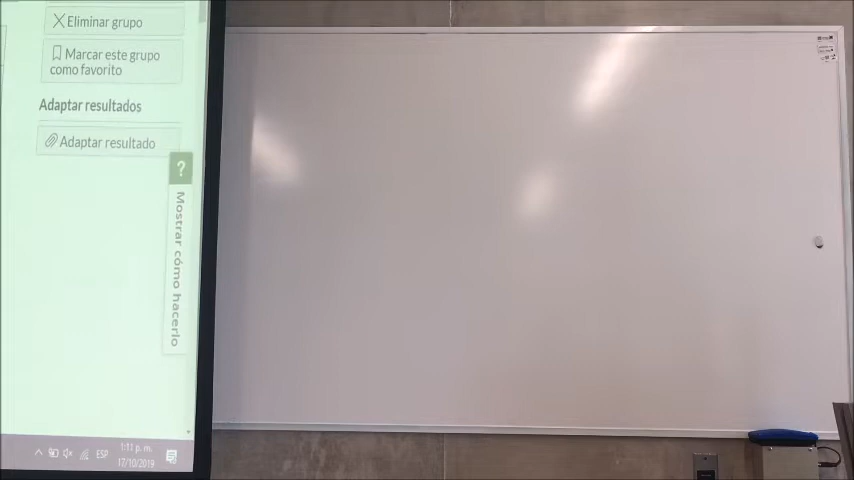 Eliminar grupo
Marcar este grupo
como favorito
Adaptar resultados
Adaptar resultado
?
Mostrar cómo hacerlo
ESP
1:11 p. m.
17/10/2019